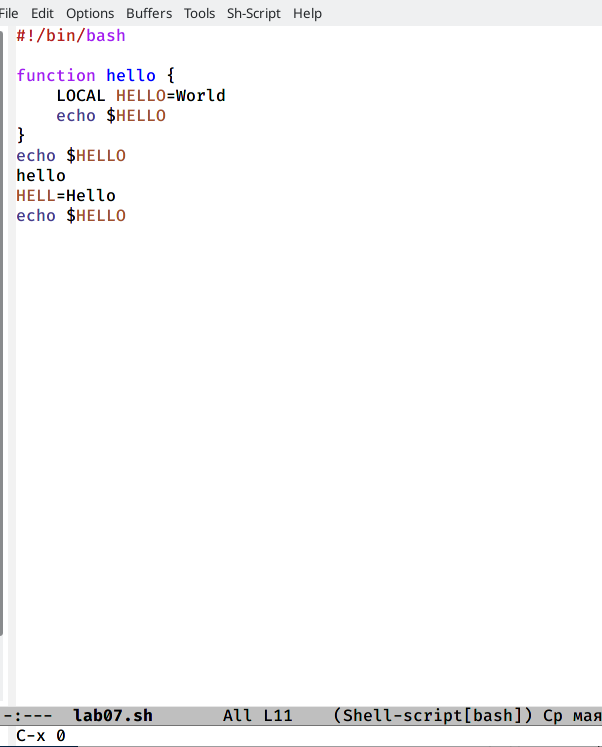 File Edit Options Buffers Tools Sh-Script Help
#!/bin/bash
function hello {
LOCAL HELLO=World
echo $HELLO
}
echo $HELLO
hello
HELL=Hello
echo $HELLO
-:--- lab07.sh All L11 (Shell-script[bash]) Ср мая
C-x 0